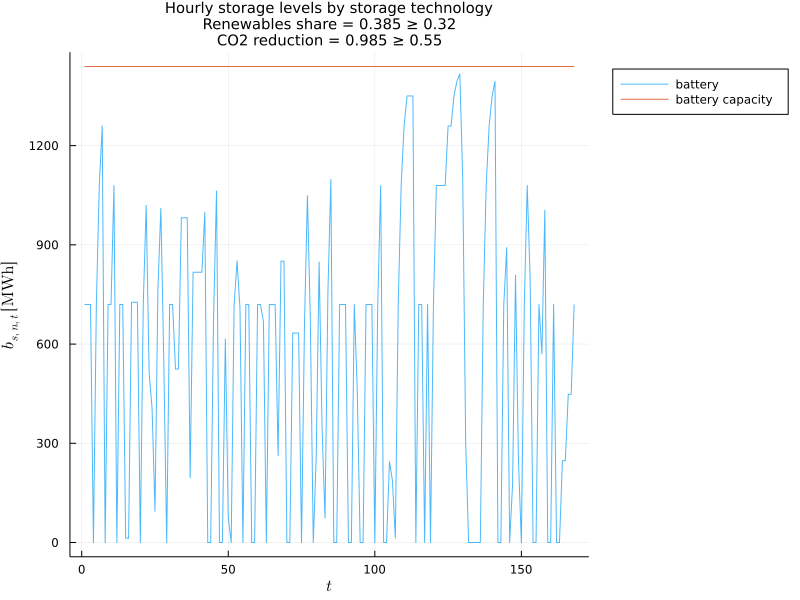 Hourly storage levels by storage technology
Renewables share = 0.385 ≥ 0.32
CO2 reduction = 0.985 ≥ 0.55
battery
battery capacity
1200
900
600
300
0
b_{s, n, t} [MWh]
0 50 100 150
t